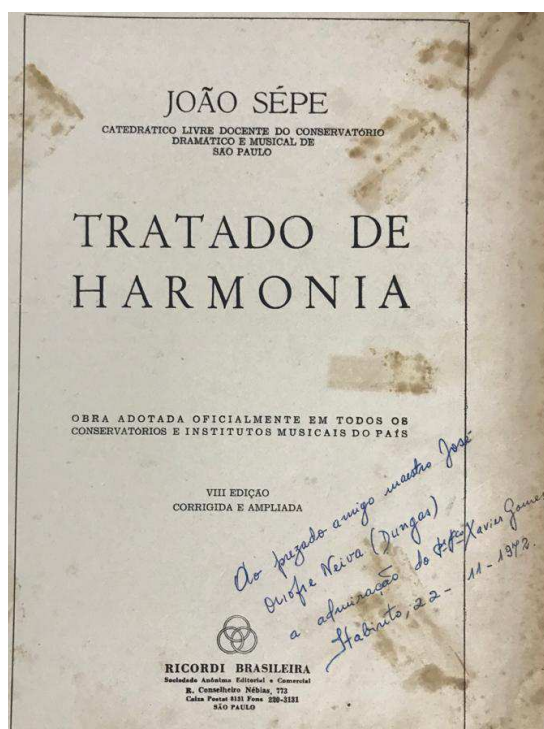 JOÃO SÉPE
CATEDRÁTICO LIVRE DOCENTE DO CONSERVATÓRIO
DRAMÁTICO E MUSICAL DE
SÃO PAULO
TRATADO DE
HARMONIA
OBRA ADOTADA OFICIALMENTE EM TODOS OS
CONSERVATÓRIOS E INSTITUTOS MUSICAIS DO PAÍS
VIII EDIÇÃO
CORRIGIDA E AMPLIADA
Ao prezado amigo maestro José
Onofre Neiva (Dungas)
a admiração do Xavier Gomes
Itabirito, 22-11-1972.
RICORDI BRASILEIRA
Sociedade Anônima Editorial e Comercial
R. Conselheiro Nébias, 773
Caixa Postal 8131 Fone 220-3131
SÃO PAULO